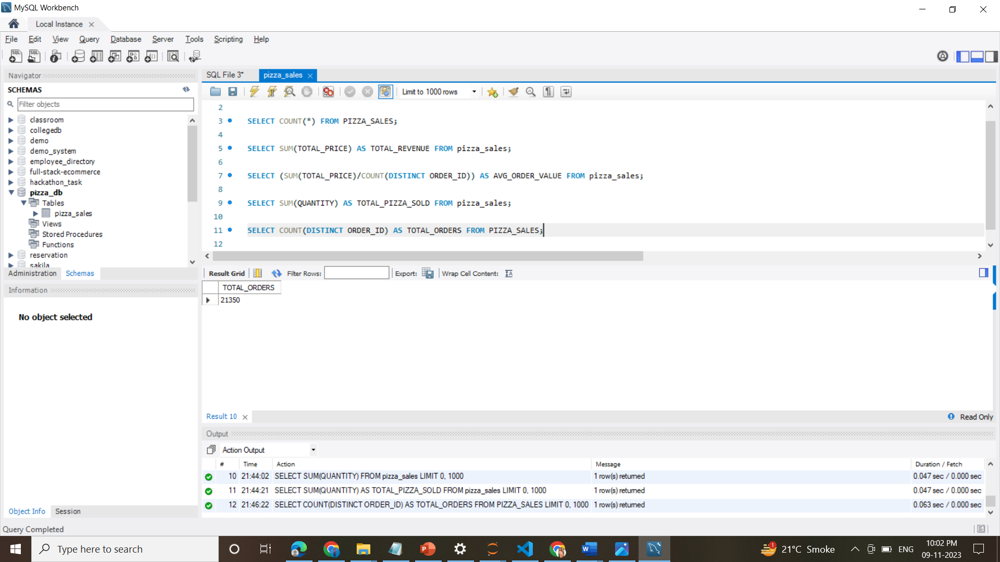 MySQL Workbench
Local Instance
File Edit View Query Database Server Tools Scripting Help
Navigator
SCHEMAS
Filter objects
classroom
collegedb
demo
demo_system
employee_directory
full-stack-ecommerce
hackathon_task
pizza_db
Tables
pizza_sales
Views
Stored Procedures
Functions
reservation
sakila
Administration Schemas
Information
No object selected
Object Info Session
SQL File 3* pizza_sales
Limit to 1000 rows
2
3 SELECT COUNT(*) FROM PIZZA_SALES;
4
5 SELECT SUM(TOTAL_PRICE) AS TOTAL_REVENUE FROM pizza_sales;
6
7 SELECT (SUM(TOTAL_PRICE)/COUNT(DISTINCT ORDER_ID)) AS AVG_ORDER_VALUE FROM pizza_sales;
8
9 SELECT SUM(QUANTITY) AS TOTAL_PIZZA_SOLD FROM pizza_sales;
10
11 SELECT COUNT(DISTINCT ORDER_ID) AS TOTAL_ORDERS FROM PIZZA_SALES;
12
Result Grid Filter Rows: Export: Wrap Cell Content:
TOTAL_ORDERS
21350
Result 10 Read Only
Output
Action Output
# Time Action Message Duration / Fetch
10 21:44:02 SELECT SUM(QUANTITY) FROM pizza_sales LIMIT 0, 1000 1 row(s) returned 0.047 sec / 0.000 sec
11 21:44:21 SELECT SUM(QUANTITY) AS TOTAL_PIZZA_SOLD FROM pizza_sales LIMIT 0, 1000 1 row(s) returned 0.047 sec / 0.000 sec
12 21:46:22 SELECT COUNT(DISTINCT ORDER_ID) AS TOTAL_ORDERS FROM PIZZA_SALES LIMIT 0, 1000 1 row(s) returned 0.063 sec / 0.000 sec
Query Completed
Type here to search
1
21°C Smoke
ENG
10:02 PM
09-11-2023